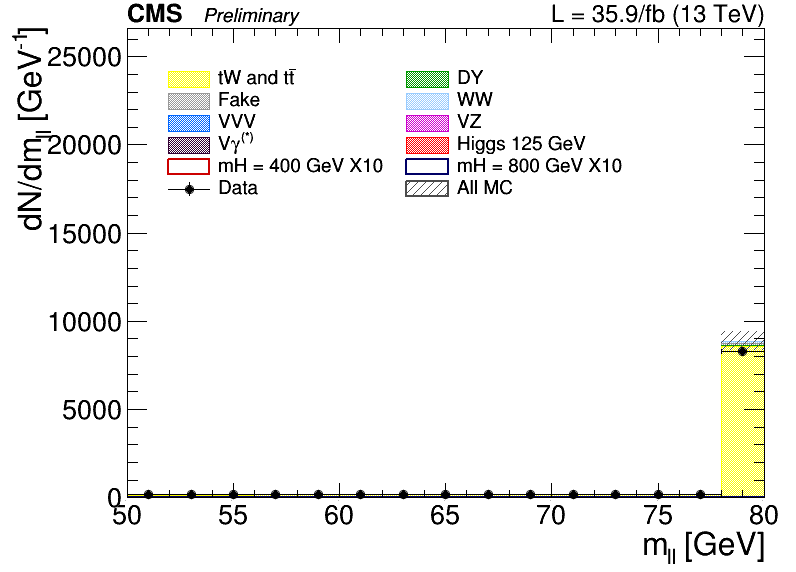 CMS Preliminary L = 35.9/fb (13 TeV)
dN/dm_ll [GeV⁻¹]
25000
20000
15000
10000
5000
0
tW and tt̄ DY
Fake WW
VVV VZ
Vγ(*) Higgs 125 GeV
mH = 400 GeV X10 mH = 800 GeV X10
Data All MC
50 55 60 65 70 75 80
m_ll [GeV]